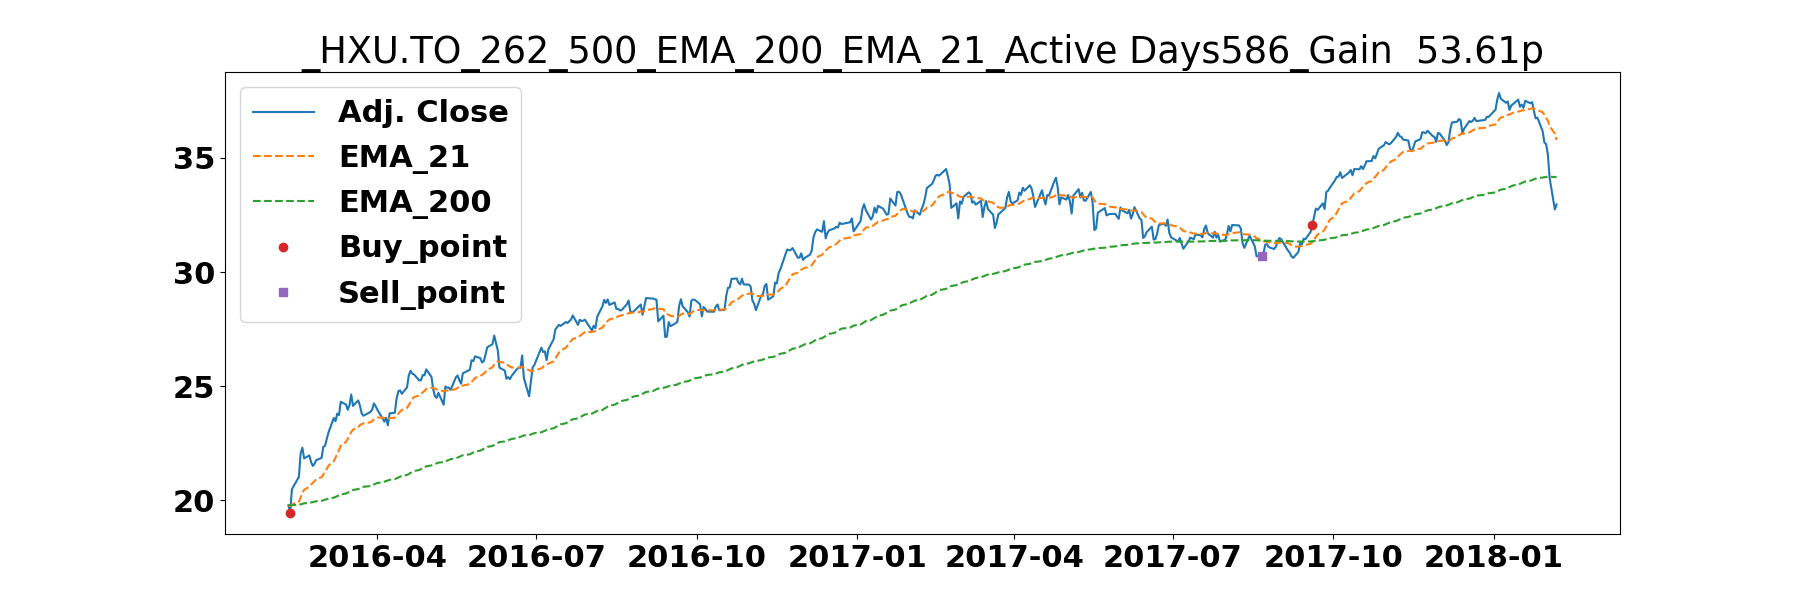 _HXU.TO_262_500_EMA_200_EMA_21_Active Days586_Gain  53.61p
Adj. Close
EMA_21
EMA_200
Buy_point
Sell_point
35
30
25
20
2016-04 2016-07 2016-10 2017-01 2017-04 2017-07 2017-10 2018-01